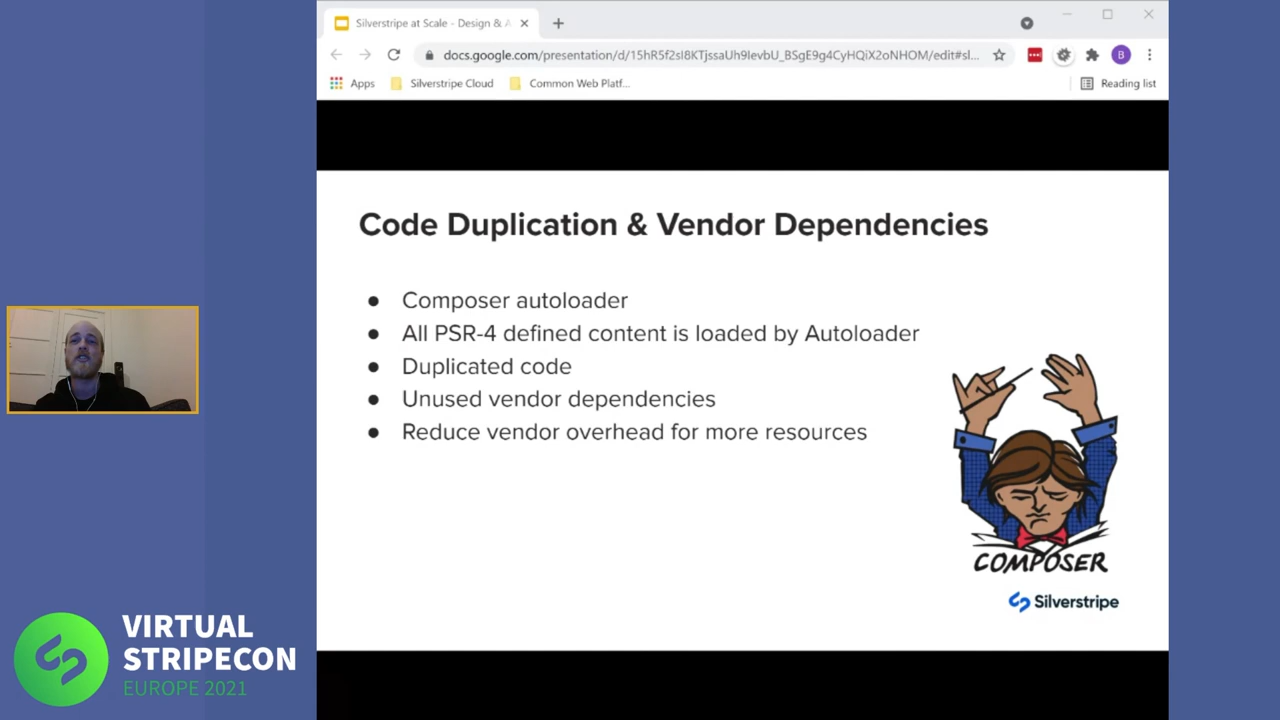 Silverstripe at Scale - Design & A
docs.google.com/presentation/d/15hR5f2sI8KTjssaUh9IevbU_BSgE9g4CyHQiX2oNHOM/edit#sl...
B
Apps
Silverstripe Cloud
Common Web Platf...
Reading list
Code Duplication & Vendor Dependencies
● Composer autoloader
● All PSR-4 defined content is loaded by Autoloader
● Duplicated code
● Unused vendor dependencies
● Reduce vendor overhead for more resources
COMPOSER
Silverstripe
VIRTUAL
STRIPECON
EUROPE 2021